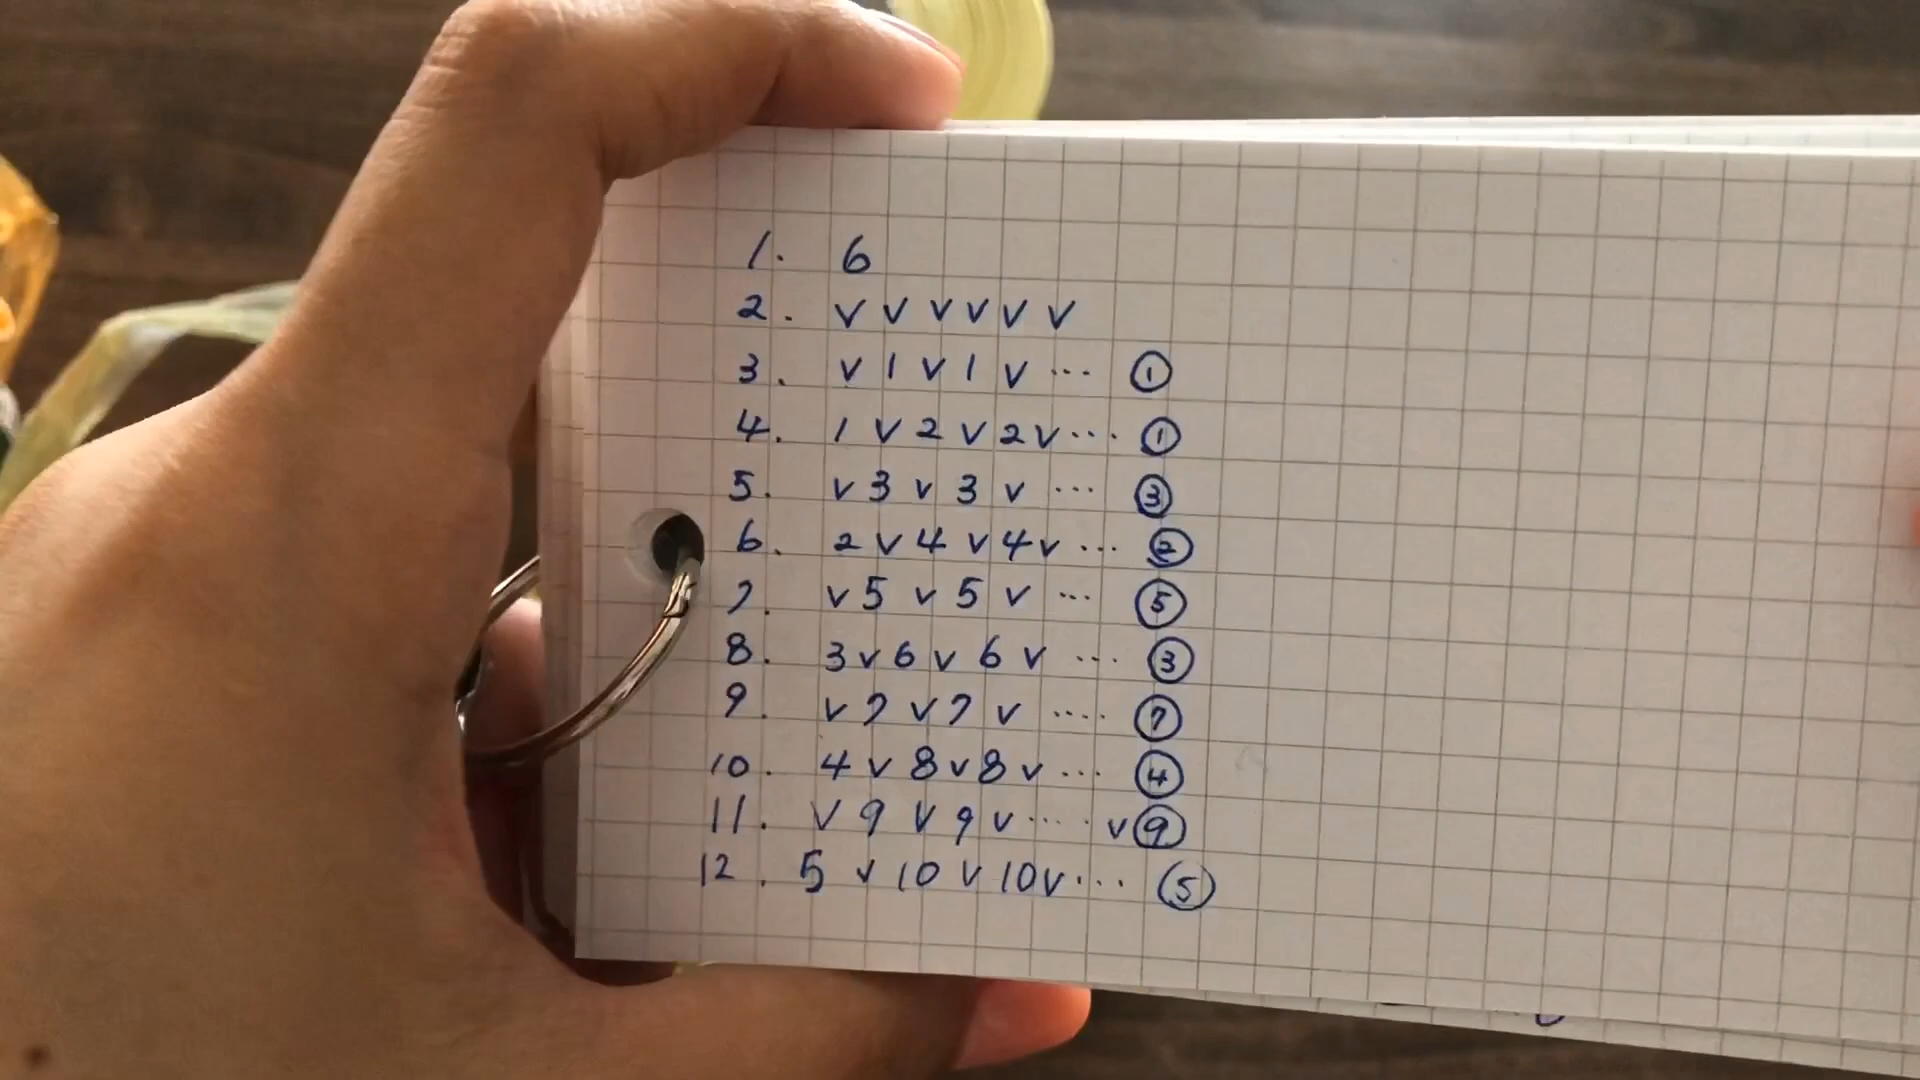 1. 6
2. v v v v v v
3. v 1 v 1 v ... ①
4. 1 v 2 v 2 v ... ①
5. v 3 v 3 v ... ③
6. 2 v 4 v 4 v ... ②
7. v 5 v 5 v ... ⑤
8. 3 v 6 v 6 v ... ③
9. v 7 v 7 v .... ⑦
10. 4 v 8 v 8 v ... ④
11. v 9 v 9 v .... v ⑨
12. 5 v 10 v 10 v ... ⑤